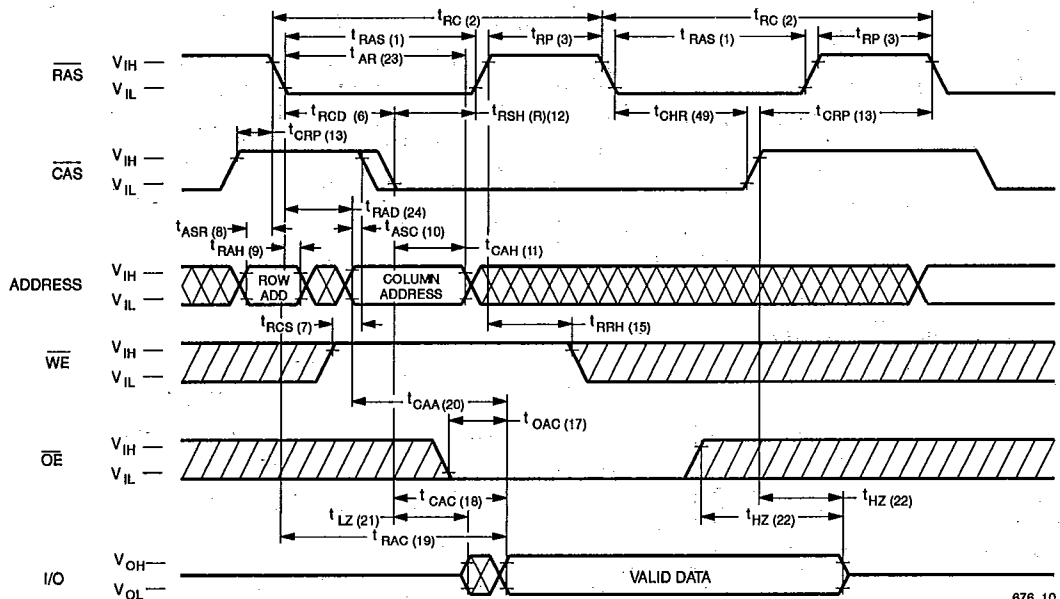 tRC (2) tRC (2)
tRAS (1) tRP (3) tRAS (1) tRP (3)
tAR (23)
RAS VIH
VIL
tRCD (6) tRSH (R)(12) tCHR (49) tCRP (13)
tCRP (13)
CAS VIH
VIL
tRAD (24)
tASR (8) tASC (10)
tRAH (9) tCAH (11)
ADDRESS VIH ROW ADD COLUMN ADDRESS
VIL
tRCS (7) tRRH (15)
WE VIH
VIL
tCAA (20)
tOAC (17)
OE VIH
VIL
tCAC (18) tHZ (22)
tLZ (21) tHZ (22)
tRAC (19)
I/O VOH VALID DATA
VOL
676 10